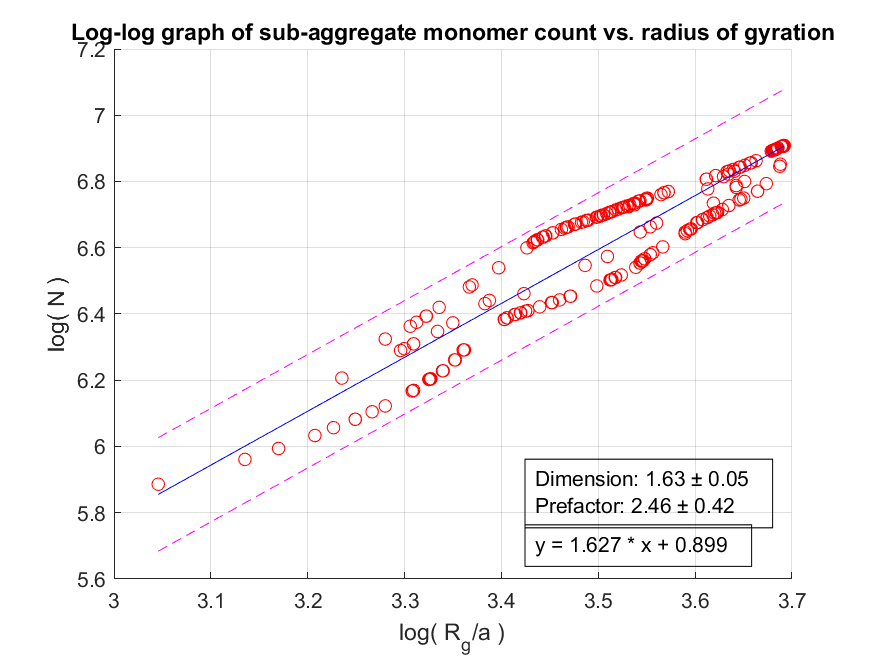 Log-log graph of sub-aggregate monomer count vs. radius of gyration
7.2
7
6.8
6.6
6.4
6.2
6
5.8
5.6
log( N )
Dimension: 1.63 ± 0.05
Prefactor: 2.46 ± 0.42
y = 1.627 * x + 0.899
3 3.1 3.2 3.3 3.4 3.5 3.6 3.7
log( R_g/a )